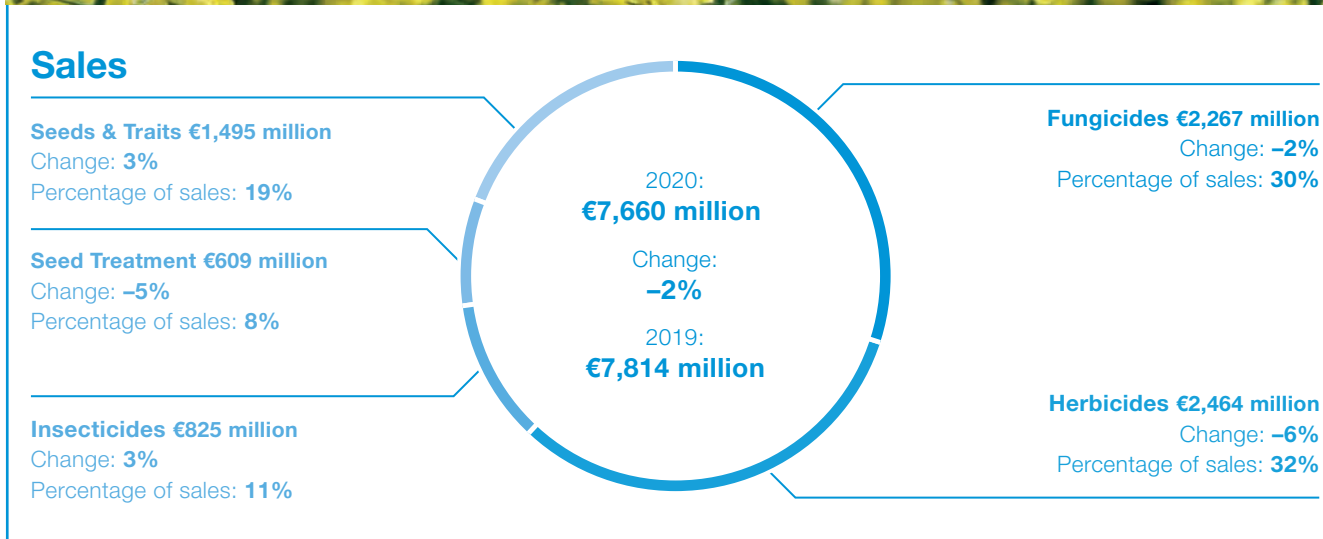 Sales
Seeds & Traits €1,495 million
Change: 3%
Percentage of sales: 19%
Seed Treatment €609 million
Change: –5%
Percentage of sales: 8%
Insecticides €825 million
Change: 3%
Percentage of sales: 11%
2020:
€7,660 million
Change:
–2%
2019:
€7,814 million
Fungicides €2,267 million
Change: –2%
Percentage of sales: 30%
Herbicides €2,464 million
Change: –6%
Percentage of sales: 32%